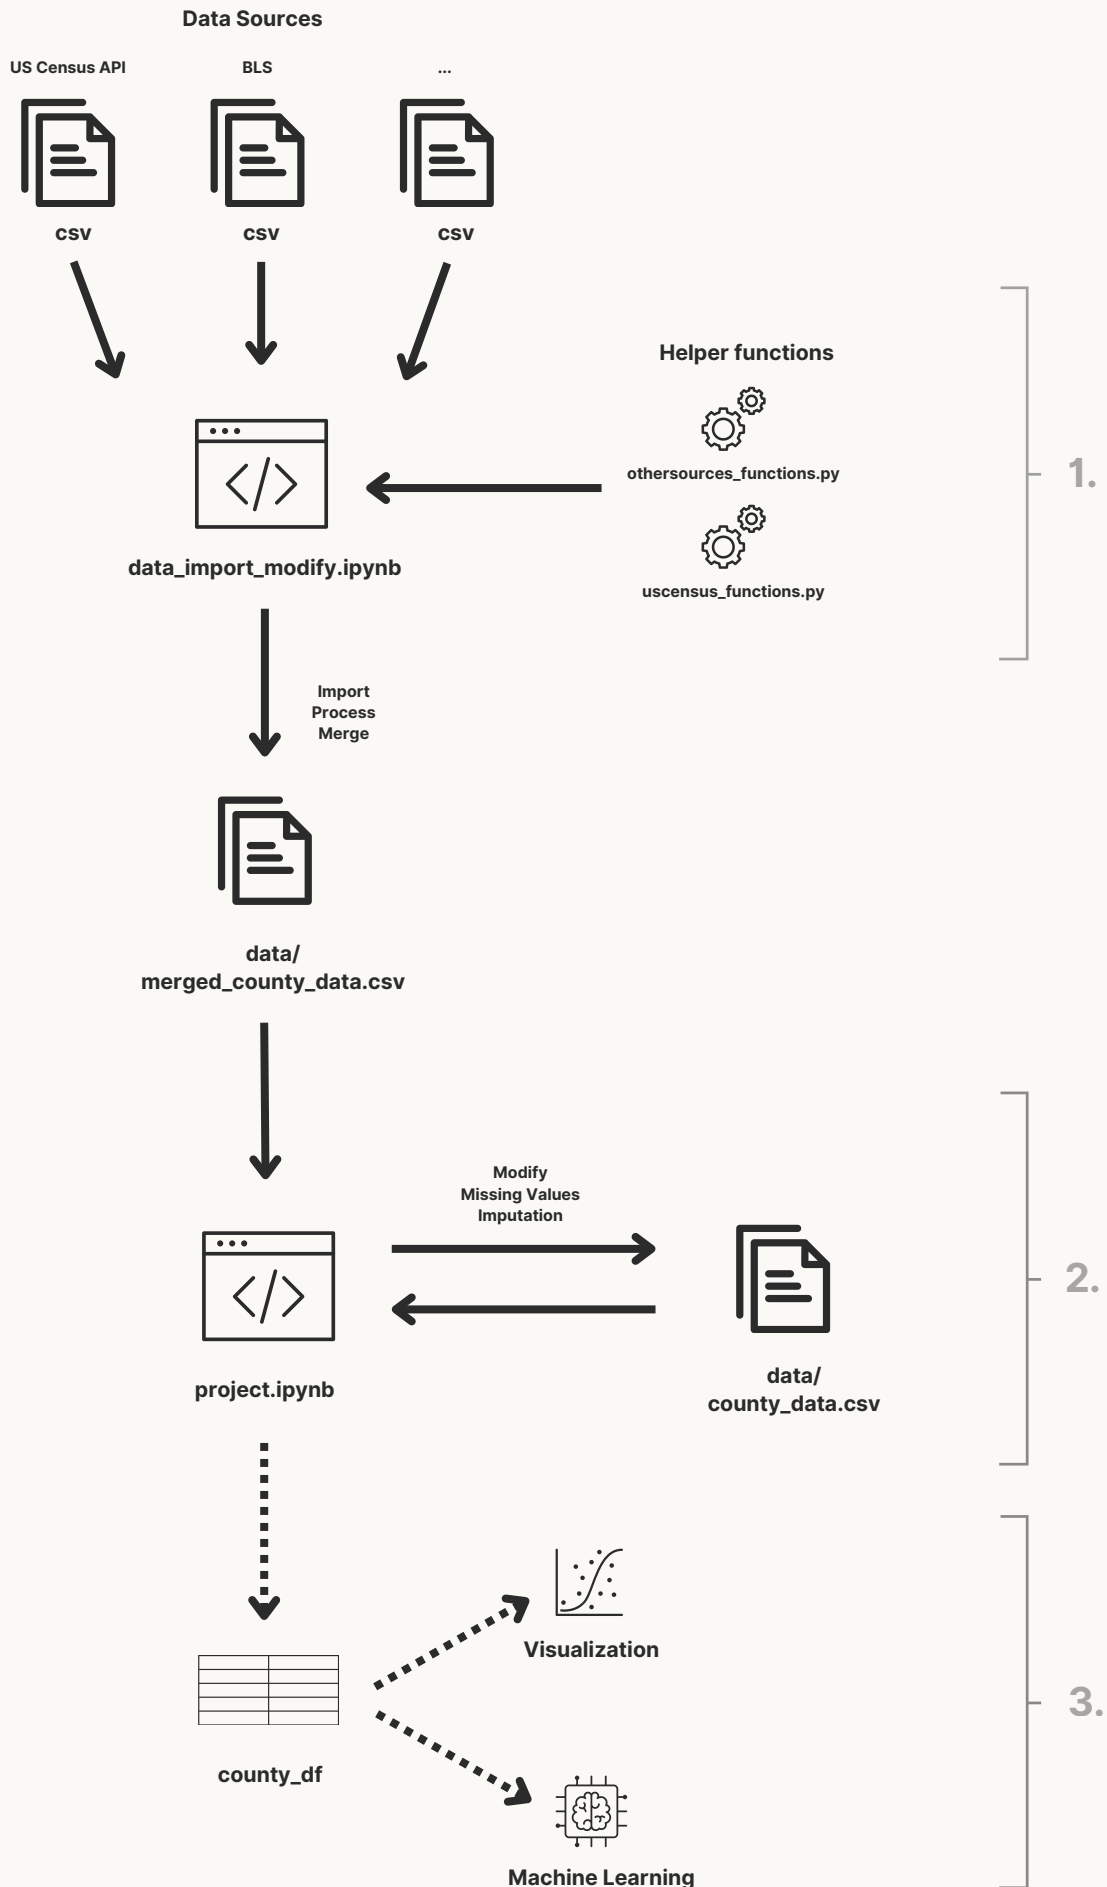 Data Sources
US Census API
BLS
...
csv
csv
csv
Helper functions
othersources_functions.py
1.
data_import_modify.ipynb
uscensus_functions.py
Import
Process
Merge
data/
merged_county_data.csv
Modify
Missing Values
Imputation
2.
project.ipynb
data/
county_data.csv
Visualization
3.
county_df
Machine Learning